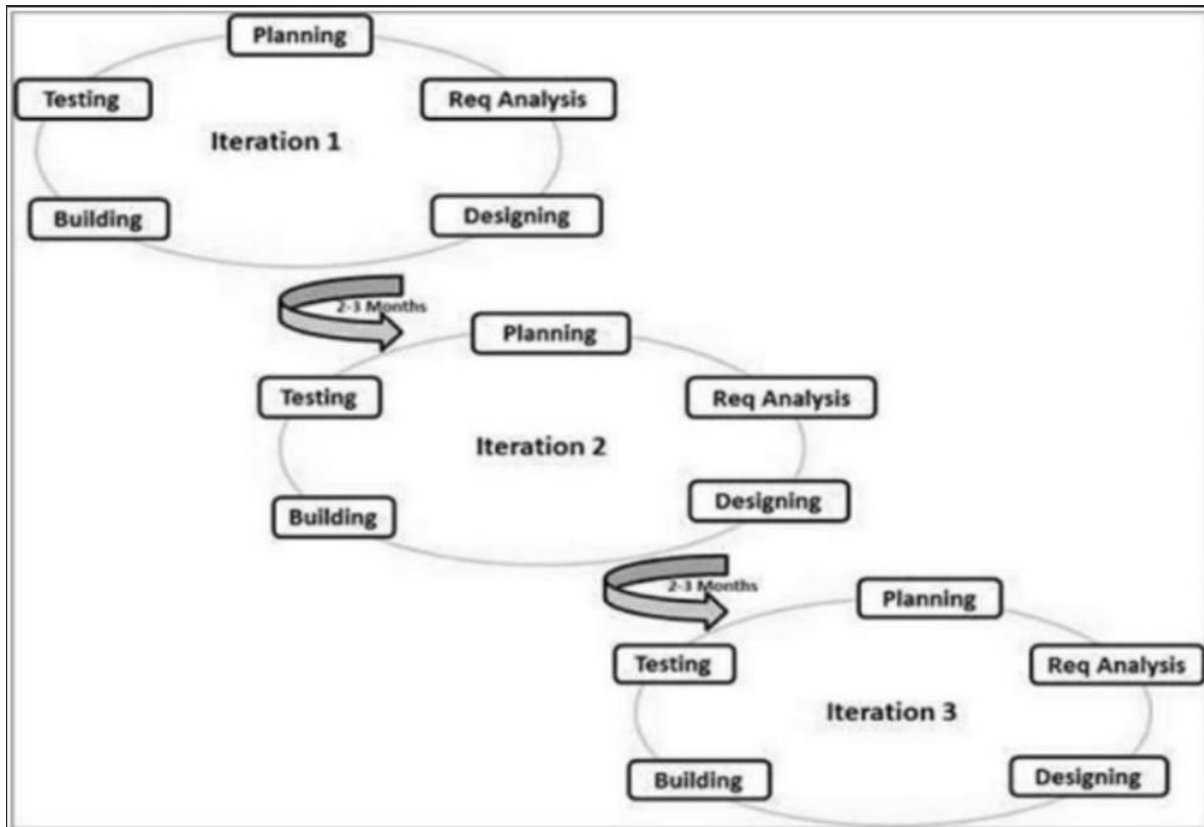 Planning
Testing
Req Analysis
Iteration 1
Building
Designing
2-3 Months
Planning
Testing
Req Analysis
Iteration 2
Building
Designing
2-3 Months
Planning
Testing
Req Analysis
Iteration 3
Building
Designing